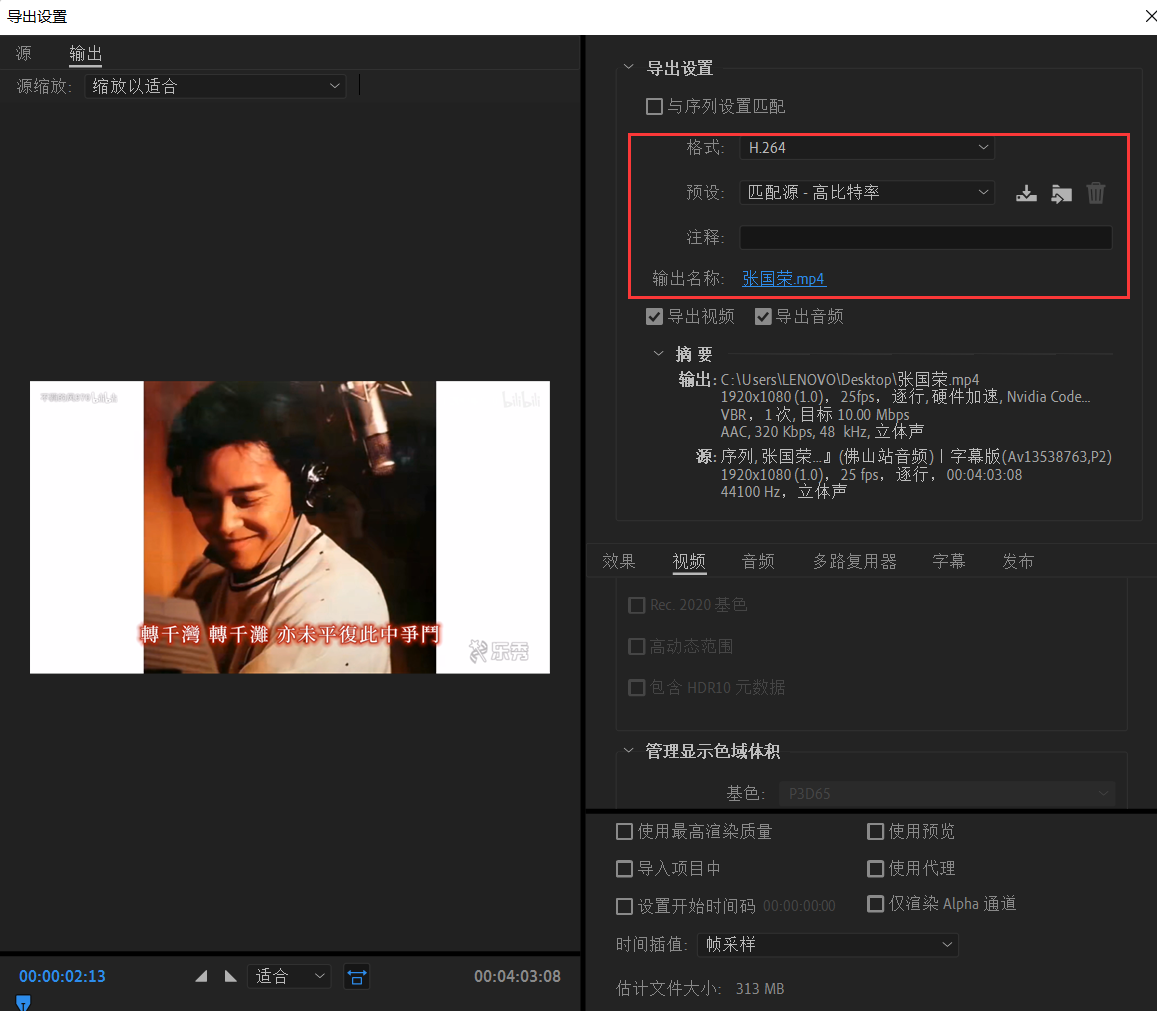 导出设置
源 输出
源缩放: 缩放以适合
bilibili
bilibili
轉千灣 轉千灘 亦未平復此中爭鬥
乐秀
00:00:02:13 适合 00:04:03:08
导出设置
与序列设置匹配
格式: H.264
预设: 匹配源 - 高比特率
注释:
输出名称: 张国荣.mp4
导出视频 导出音频
摘要
输出: C:\Users\LENOVO\Desktop\张国荣.mp4
1920x1080 (1.0)，25fps，逐行, 硬件加速, Nvidia Code...
VBR，1 次, 目标 10.00 Mbps
AAC, 320 Kbps, 48 kHz, 立体声
源: 序列, 张国荣...』(佛山站音频)丨字幕版(Av13538763,P2)
1920x1080 (1.0)，25 fps，逐行，00:04:03:08
44100 Hz，立体声
效果 视频 音频 多路复用器 字幕 发布
Rec. 2020 基色
高动态范围
包含 HDR10 元数据
管理显示色域体积
基色: P3D65
使用最高渲染质量 使用预览
导入项目中 使用代理
设置开始时间码 00:00:00:00 仅渲染 Alpha 通道
时间插值: 帧采样
估计文件大小: 313 MB